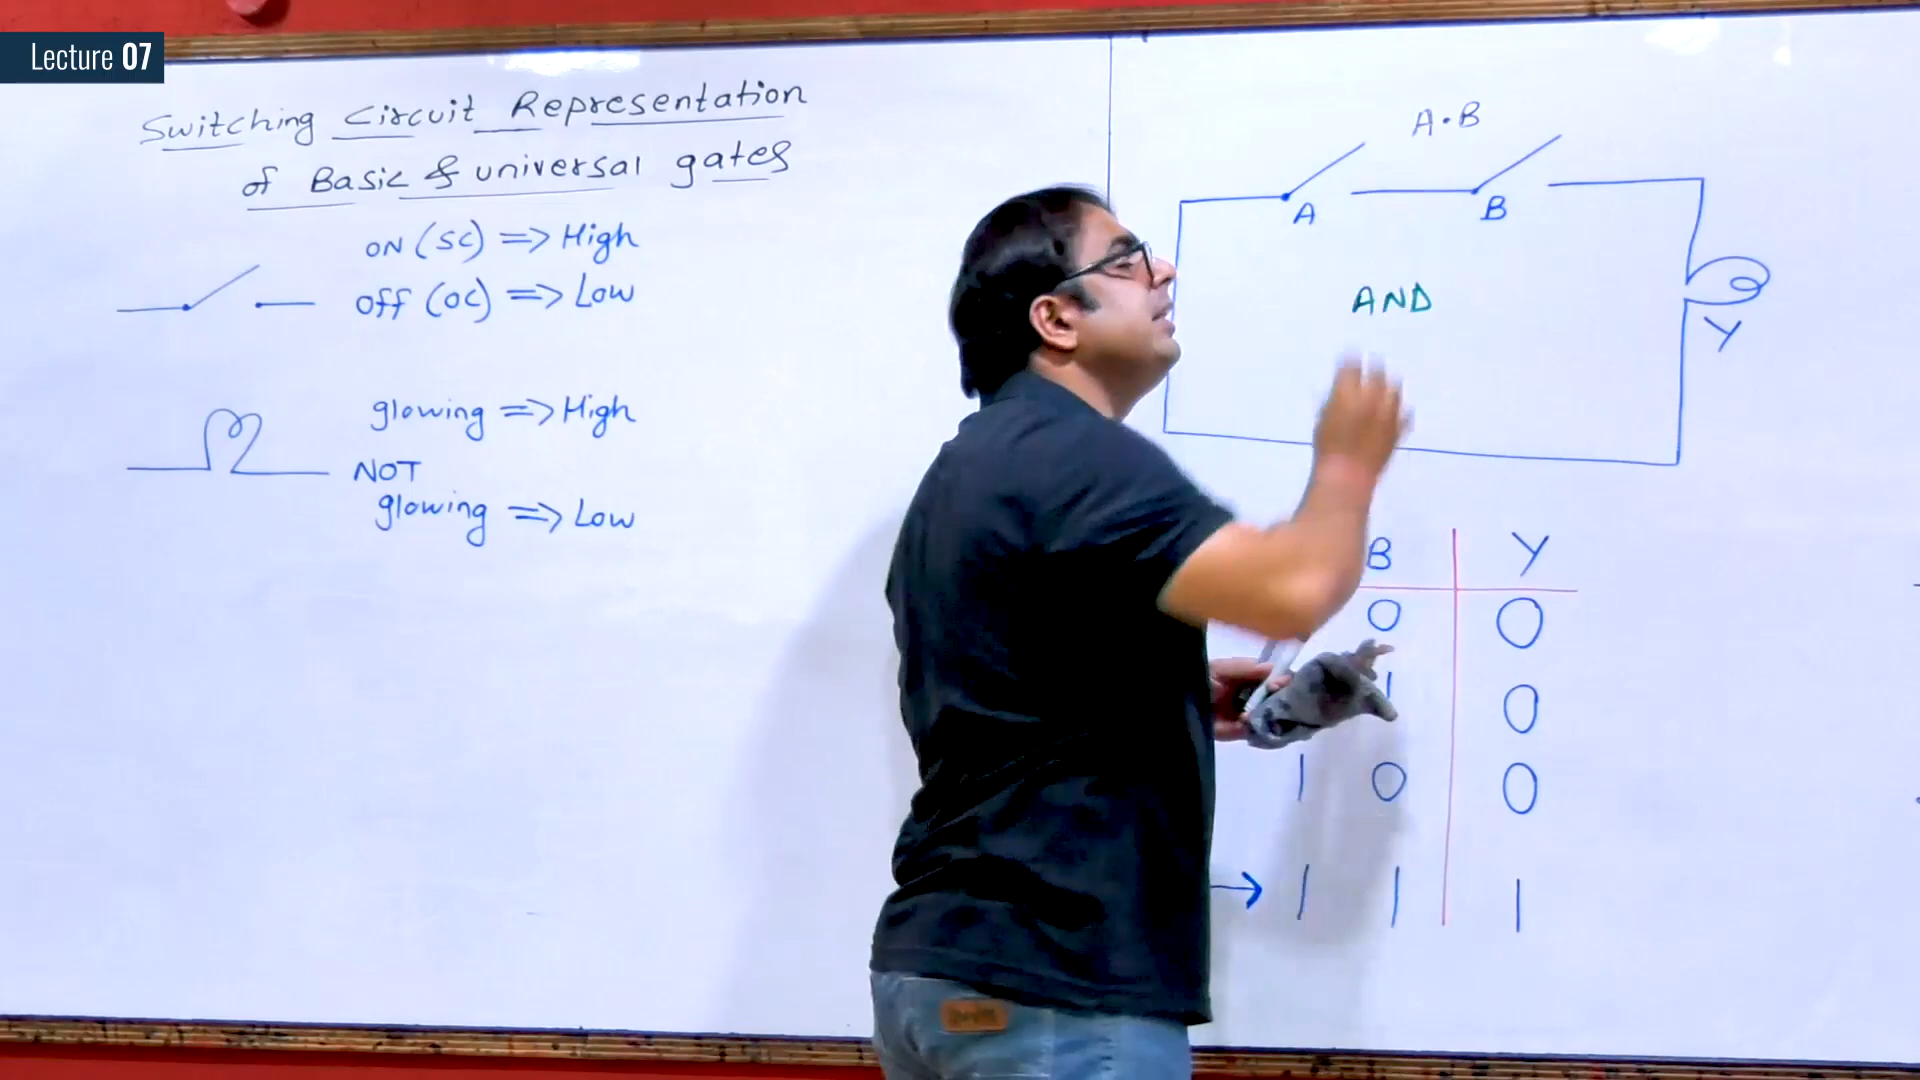 Lecture 07
Switching Circuit Representation
of Basic & universal gates
ON (SC) => High
Off (OC) => Low
glowing => High
NOT
glowing => Low
A·B
A B
AND
Y
B Y
0 0
1 0
1 0 0
→ 1 1 1